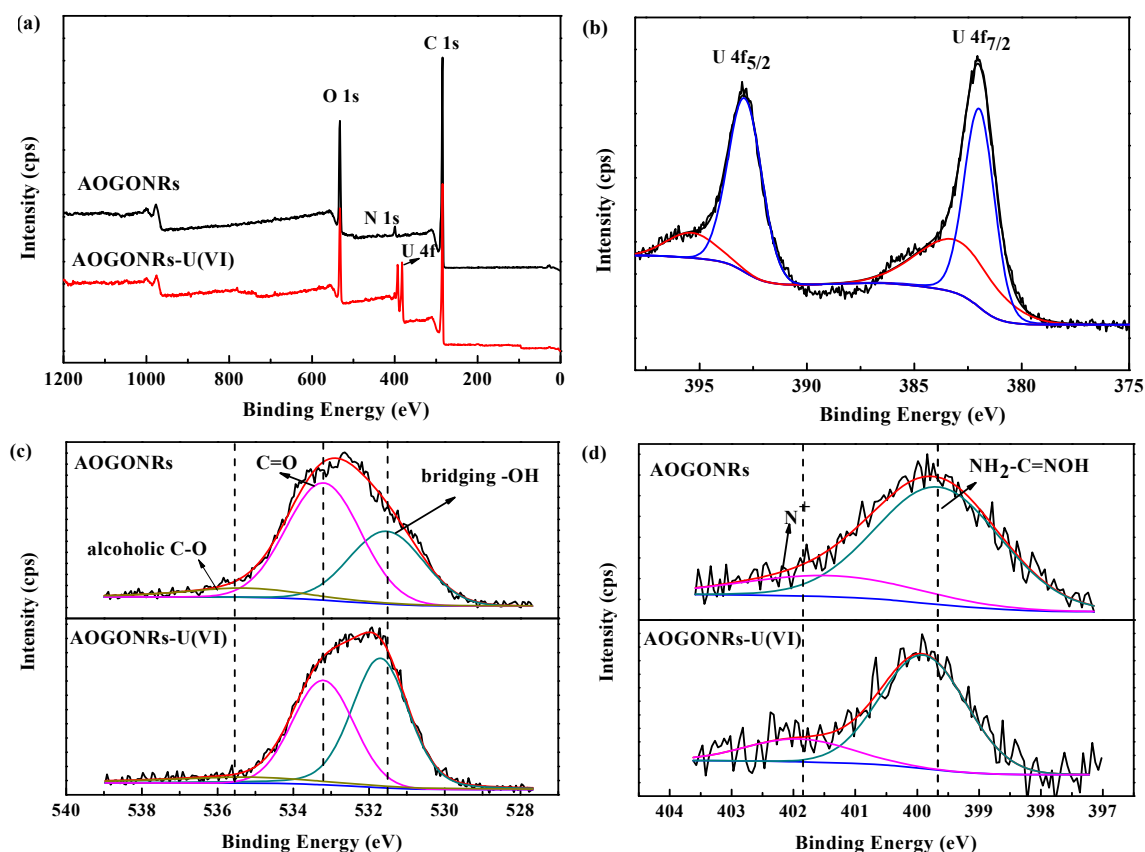 (a)
C 1s
O 1s
AOGONRs
N 1s
U 4f
AOGONRs-U(VI)
Intensity (cps)
1200 1000 800 600 400 200 0
Binding Energy (eV)
(b)
U 4f5/2
U 4f7/2
Intensity (cps)
395 390 385 380 375
Binding Energy (eV)
(c)
AOGONRs
C=O
bridging -OH
alcoholic C-O
AOGONRs-U(VI)
Intensity (cps)
540 538 536 534 532 530 528
Binding Energy (eV)
(d)
AOGONRs
NH2-C=NOH
N+
AOGONRs-U(VI)
Intensity (cps)
404 403 402 401 400 399 398 397
Binding Energy (eV)